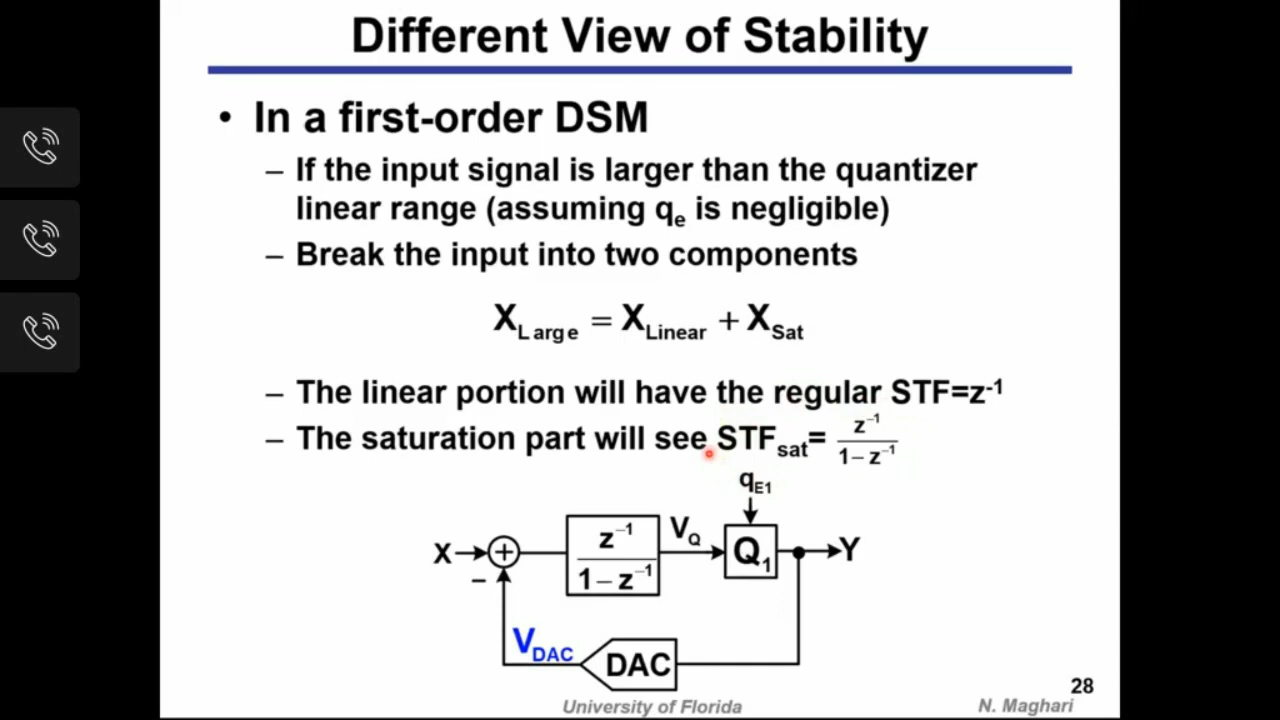 Different View of Stability
• In a first-order DSM
– If the input signal is larger than the quantizer
linear range (assuming qe is negligible)
– Break the input into two components
XLarge = XLinear + XSat
– The linear portion will have the regular STF=z-1
– The saturation part will see STFsat= z−1 / 1−z−1
qE1
X + − z−1 / 1−z−1 VQ Q1 Y
VDAC DAC
28
University of Florida N. Maghari